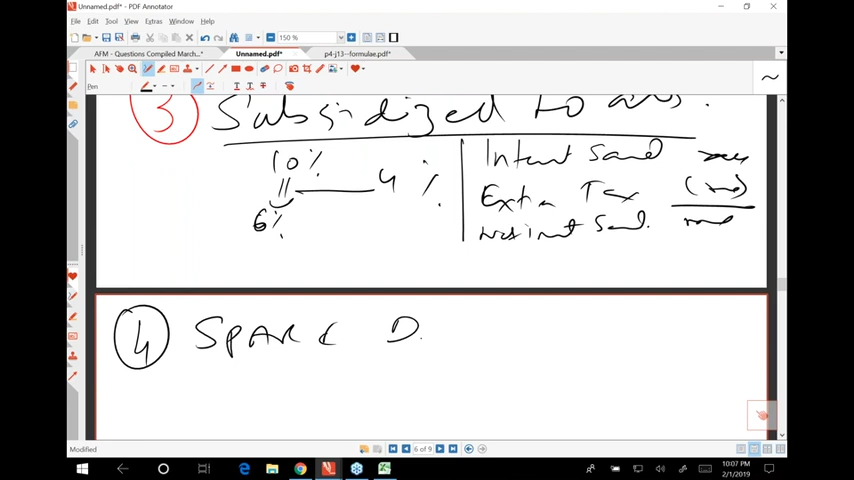 Unnamed.pdf* - PDF Annotator
File Edit Document Tools View Extras Window Help
150 %
AFM - Questions Compiled March...* Unnamed.pdf* p4-j13--formulae.pdf*
Pen
3 Subsidized
10%
4 %
6%
Interest Saved
Extra Tax
Net Saved
4 SPARE D
6 of 9
Modified
10:07 PM
2/1/2019